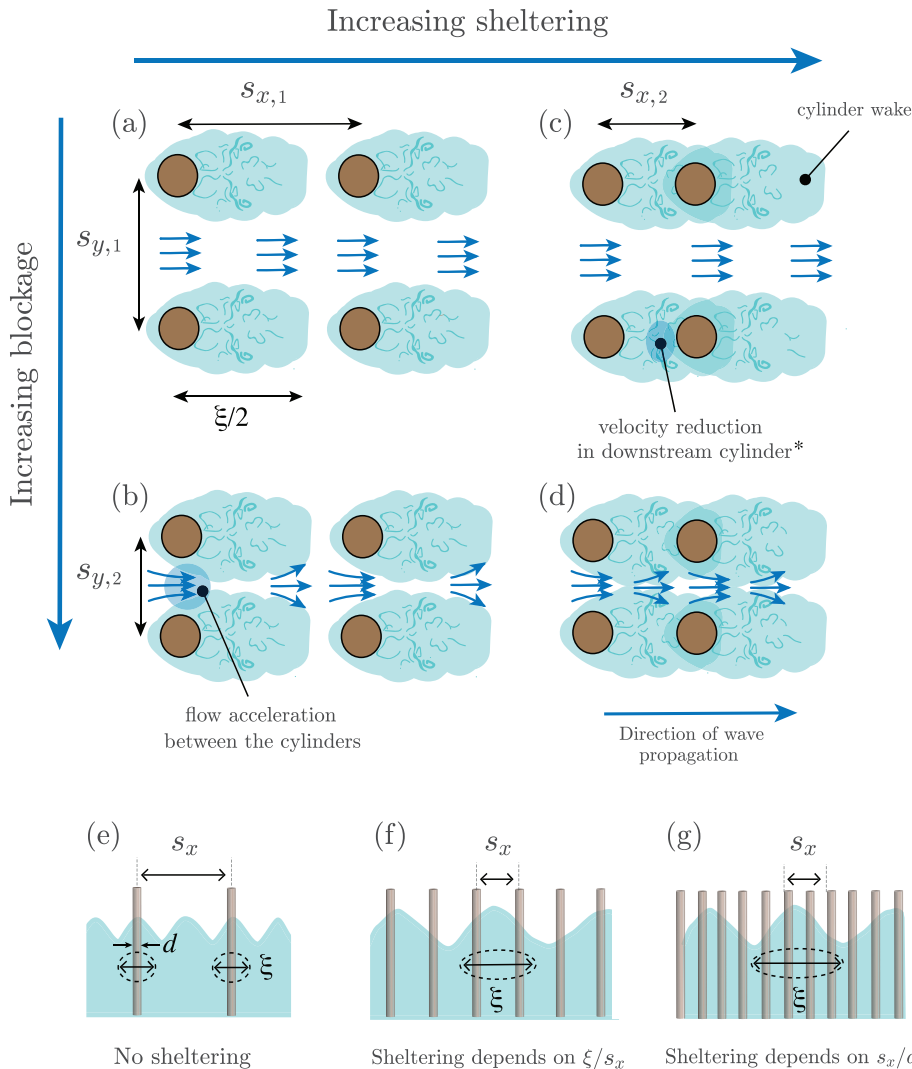 Increasing sheltering
Increasing blockage
(a)
s_{x,1}
s_{y,1}
ξ/2
(c)
s_{x,2}
cylinder wake
velocity reduction
in downstream cylinder*
(b)
s_{y,2}
flow acceleration
between the cylinders
(d)
Direction of wave
propagation
(e)
s_x
d
ξ
No sheltering
(f)
s_x
ξ
Sheltering depends on ξ/s_x
(g)
s_x
ξ
Sheltering depends on s_x/d